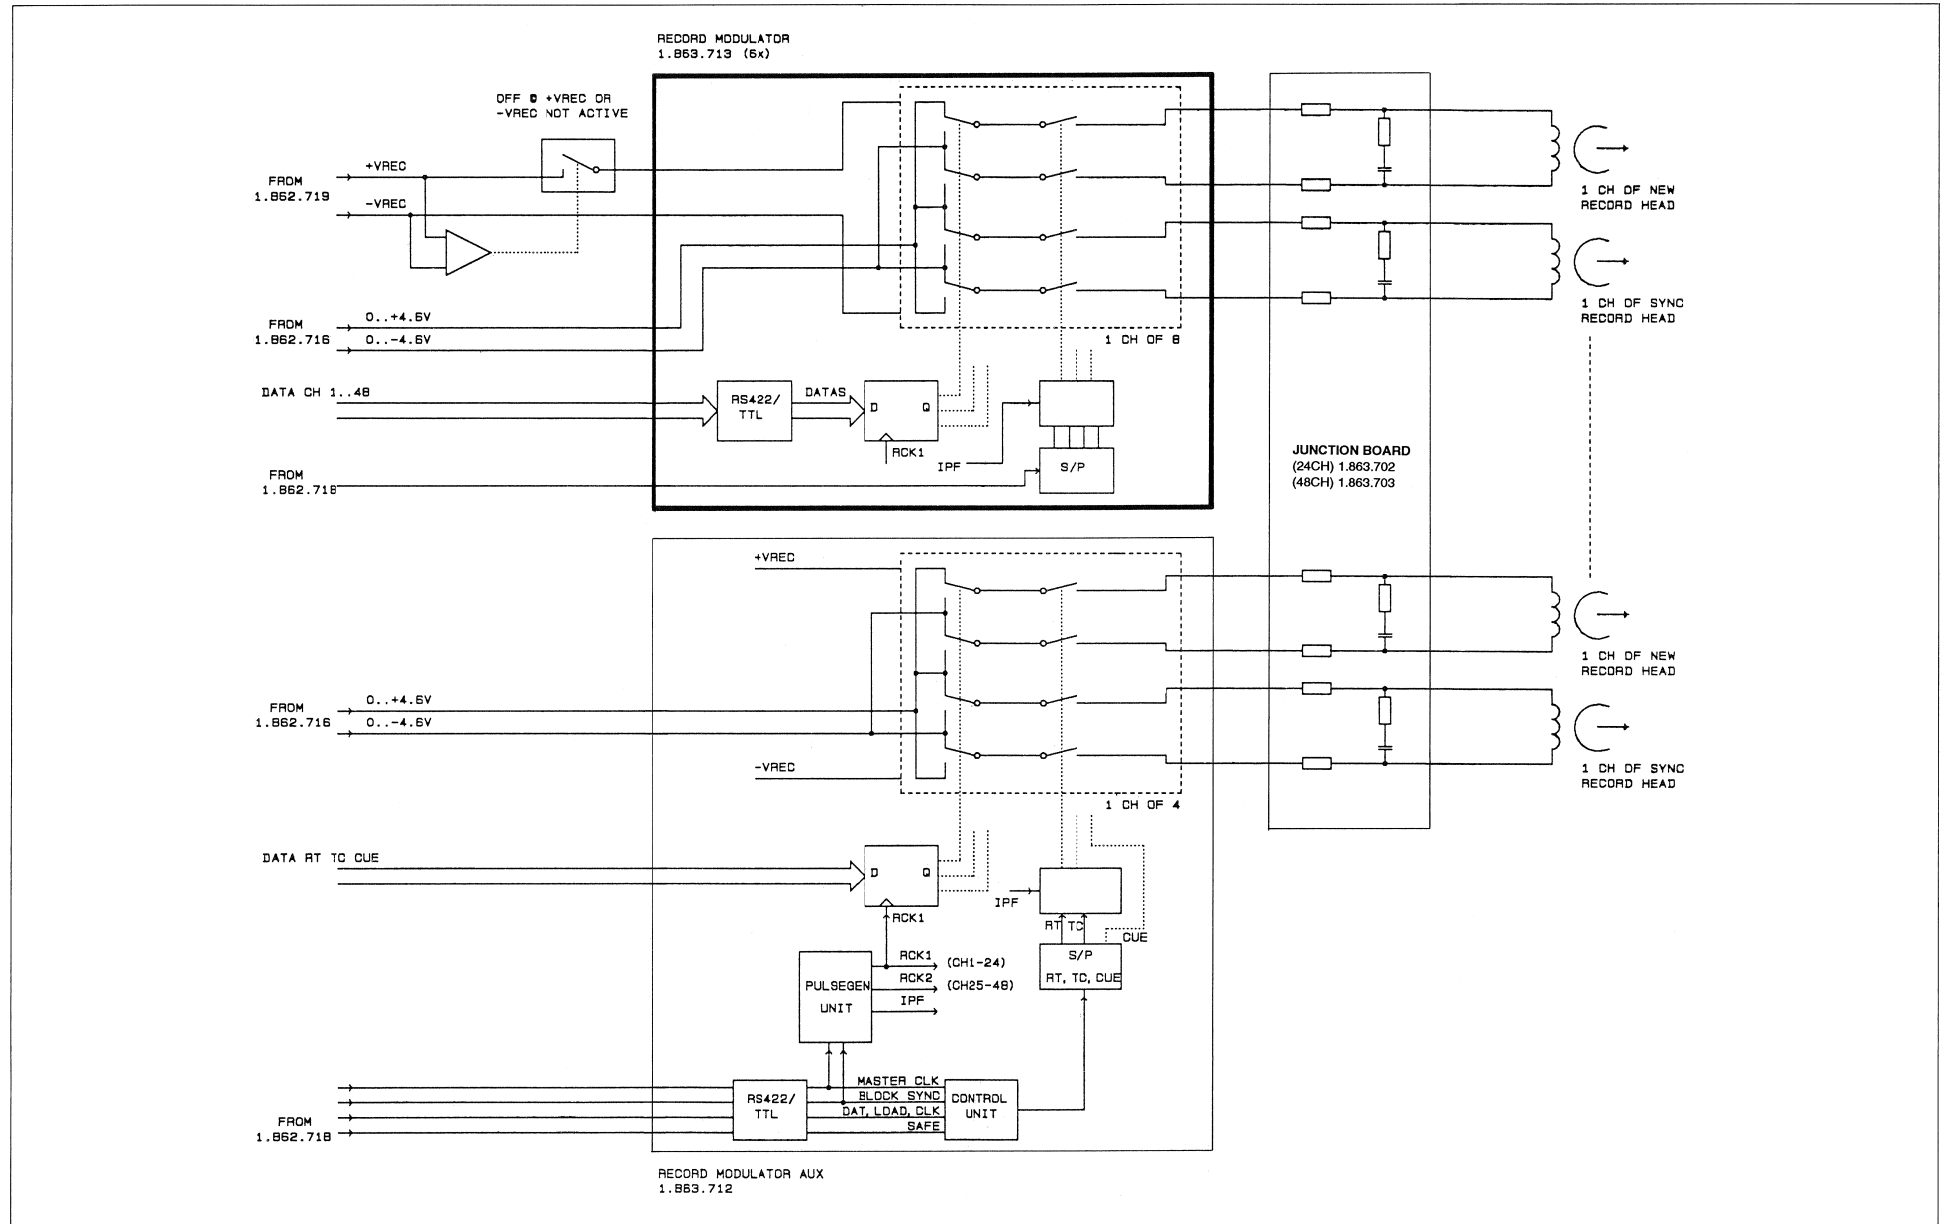 RECORD MODULATOR
1.863.713 (6x)
OFF @ +VREC OR
-VREC NOT ACTIVE
+VREC
FROM
1.862.719
-VREC
1 CH OF NEW
RECORD HEAD
1 CH OF SYNC
RECORD HEAD
0..+4.6V
FROM
1.862.716
0..-4.6V
1 CH OF 8
DATA CH 1..48
RS422/
TTL
DATAS
D
Q
RCK1
IPF
S/P
FROM
1.862.718
JUNCTION BOARD
(24CH) 1.863.702
(48CH) 1.863.703
+VREC
1 CH OF NEW
RECORD HEAD
0..+4.6V
FROM
1.862.716
0..-4.6V
-VREC
1 CH OF SYNC
RECORD HEAD
1 CH OF 4
DATA RT TC CUE
D
Q
RCK1
IPF
RT TC
CUE
S/P
RT, TC, CUE
PULSEGEN
UNIT
RCK1
(CH1-24)
RCK2
(CH25-48)
IPF
RS422/
TTL
MASTER CLK
BLOCK SYNC
DAT, LOAD, CLK
SAFE
CONTROL
UNIT
FROM
1.862.718
RECORD MODULATOR AUX
1.863.712